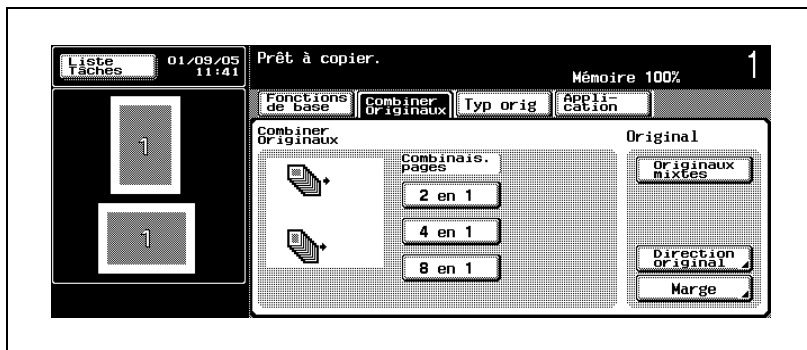 Liste
Tâches
01/09/05
11:41
Prêt à copier.
Mémoire 100%
1
Fonctions
de base
Combiner
Originaux
Typ orig
Appli-
cation
1
1
Combiner
Originaux
Combinais.
pages
2 en 1
4 en 1
8 en 1
Original
Originaux
mixtes
Direction
original
Marge